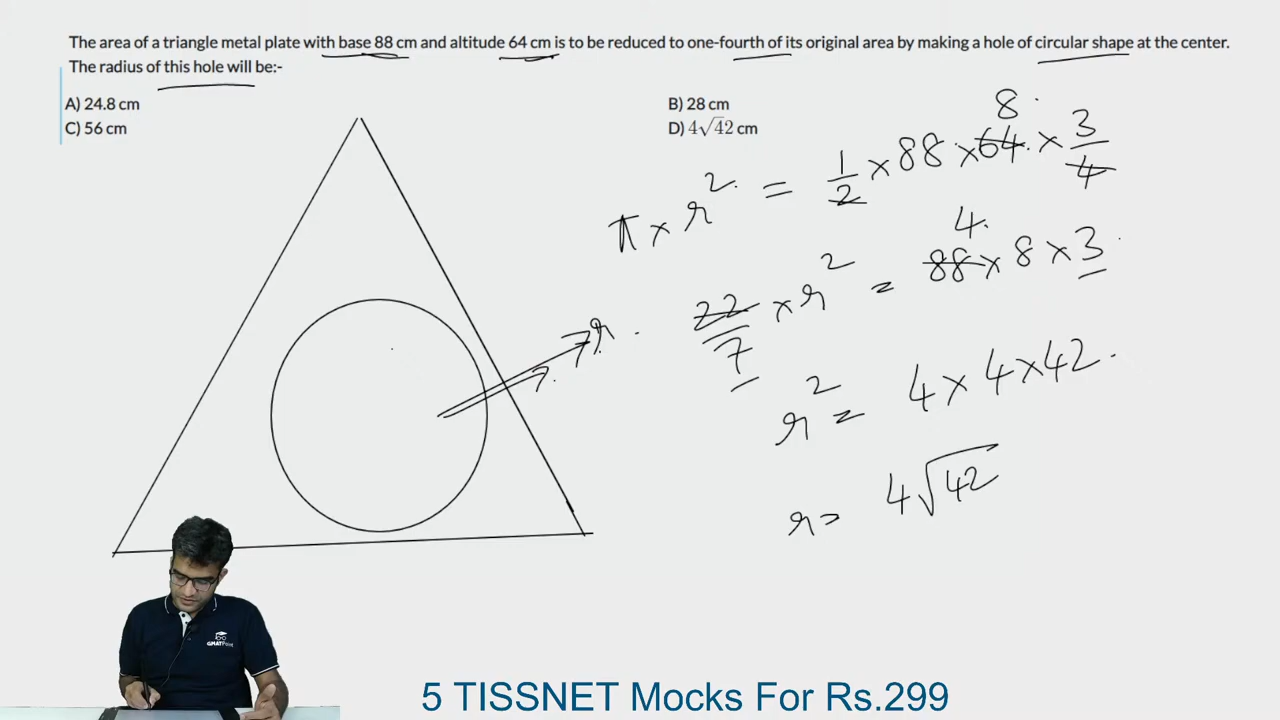 The area of a triangle metal plate with base 88 cm and altitude 64 cm is to be reduced to one-fourth of its original area by making a hole of circular shape at the center.
The radius of this hole will be:-
A) 24.8 cm
B) 28 cm
C) 56 cm
D) 4√42 cm
8
π × r² = 1/2 × 88 × 64 × 3/4
4
22/7 × r² = 88 × 8 × 3
r
r² = 4 × 4 × 42
r = 4√42
GMATPoint
5 TISSNET Mocks For Rs.299